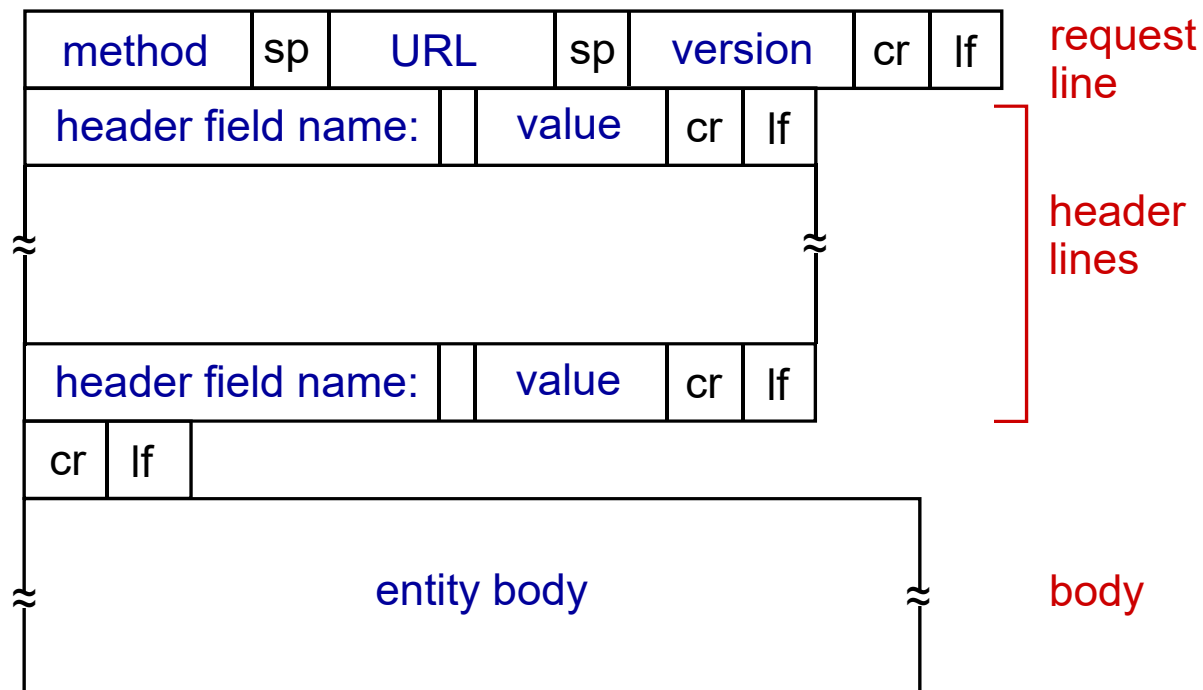 method sp URL sp version cr lf
request
line
header field name: value cr lf
header
lines
≈ ≈
header field name: value cr lf
cr lf
entity body
≈ ≈
body